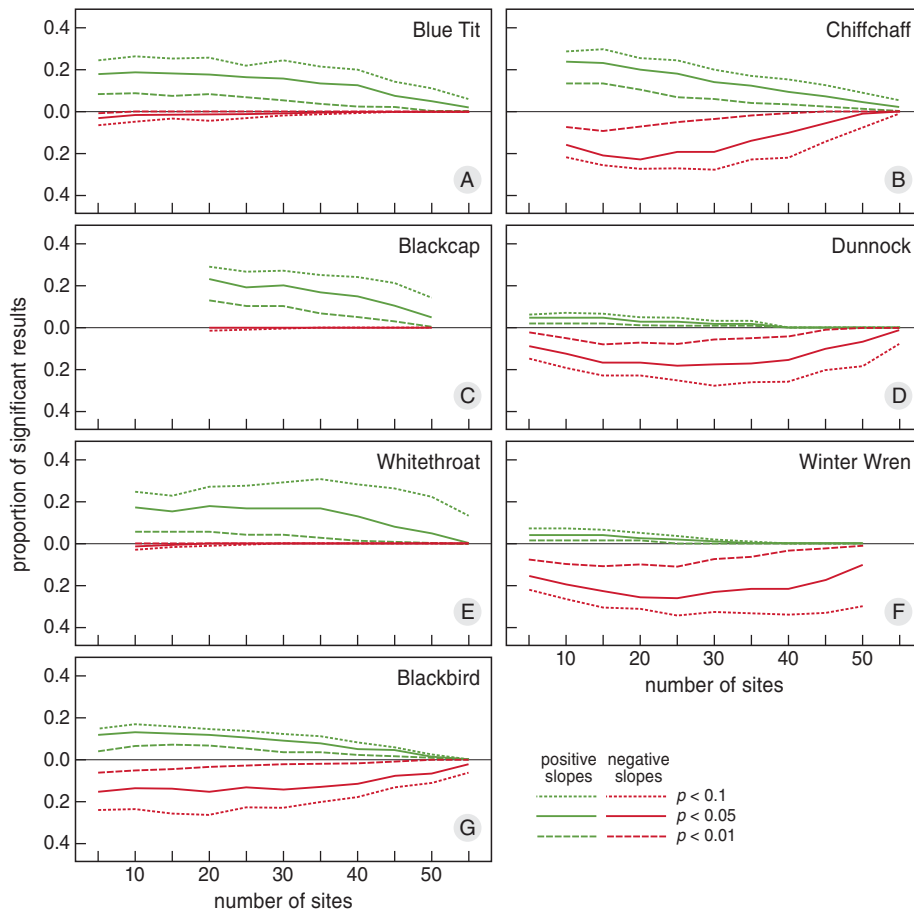 proportion of significant results
0.4
0.2
0.0
0.2
0.4
Blue Tit
A
Chiffchaff
B
0.4
0.2
0.0
0.2
0.4
Blackcap
C
Dunnock
D
0.4
0.2
0.0
0.2
0.4
Whitethroat
E
Winter Wren
F
10 20 30 40 50
number of sites
0.4
0.2
0.0
0.2
0.4
Blackbird
G
10 20 30 40 50
number of sites
positive negative
slopes slopes
p < 0.1
p < 0.05
p < 0.01